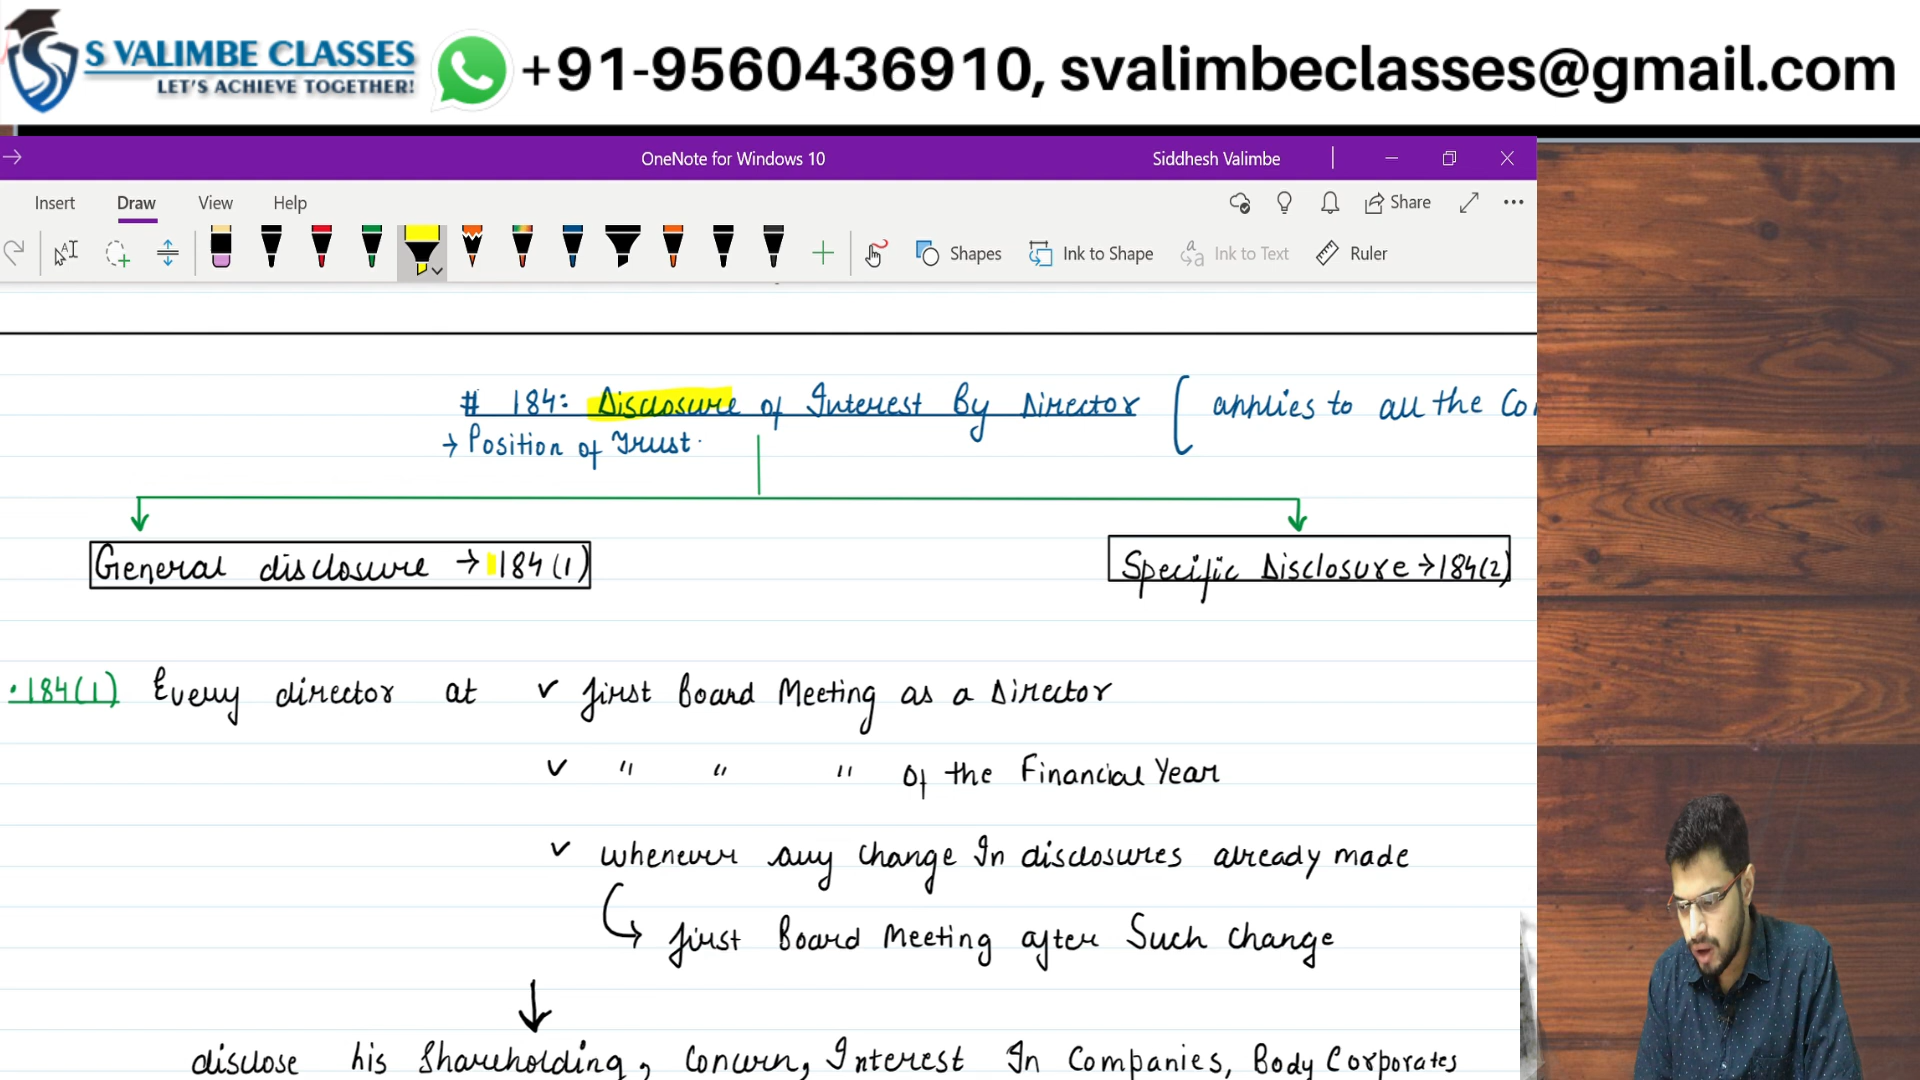 S VALIMBE CLASSES
LET'S ACHIEVE TOGETHER!
+91-9560436910, svalimbeclasses@gmail.com
OneNote for Windows 10
Siddhesh Valimbe
Insert Draw View Help
Share
Shapes Ink to Shape Ink to Text Ruler
# 184: Disclosure of Interest By Director [ applies to all the Co
→ Position of Trust.
General disclosure → 184(1)
Specific Disclosure → 184(2)
• 184(1) Every director at ✓ first Board Meeting as a Director
✓ " " " of the Financial Year
✓ whenever any change In disclosures already made
first Board Meeting after Such change
disclose his Shareholding, Concern, Interest In Companies, Body Corporates